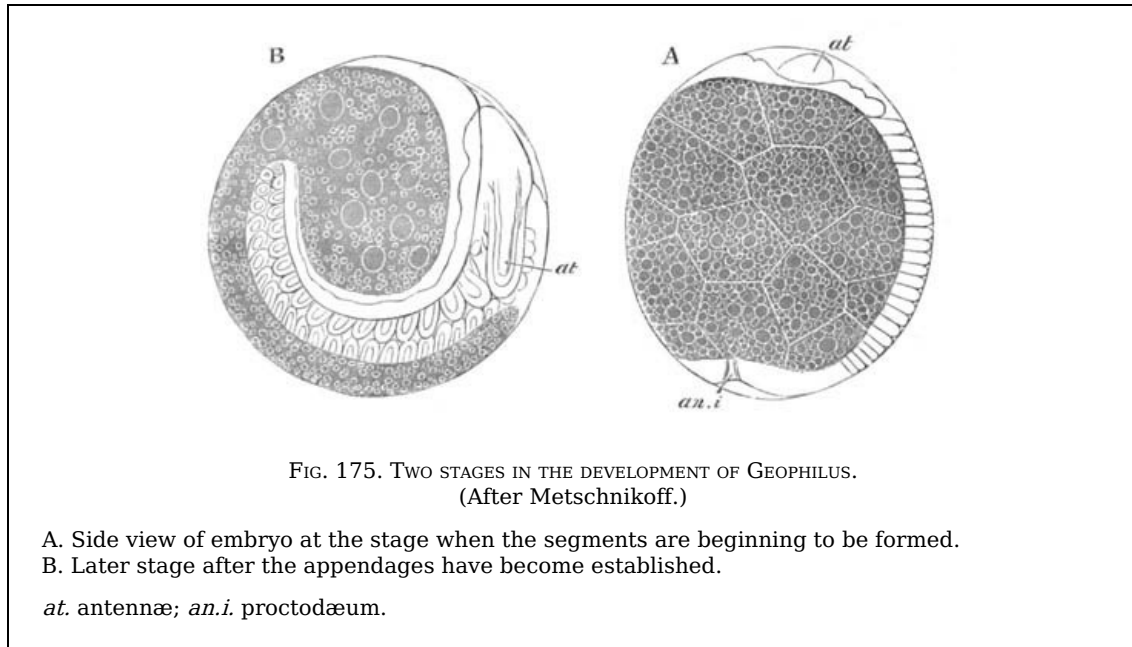 B
A
at
at
an.i
FIG. 175. TWO STAGES IN THE DEVELOPMENT OF GEOPHILUS.
(After Metschnikoff.)
A. Side view of embryo at the stage when the segments are beginning to be formed.
B. Later stage after the appendages have become established.
at. antennæ; an.i. proctodæum.